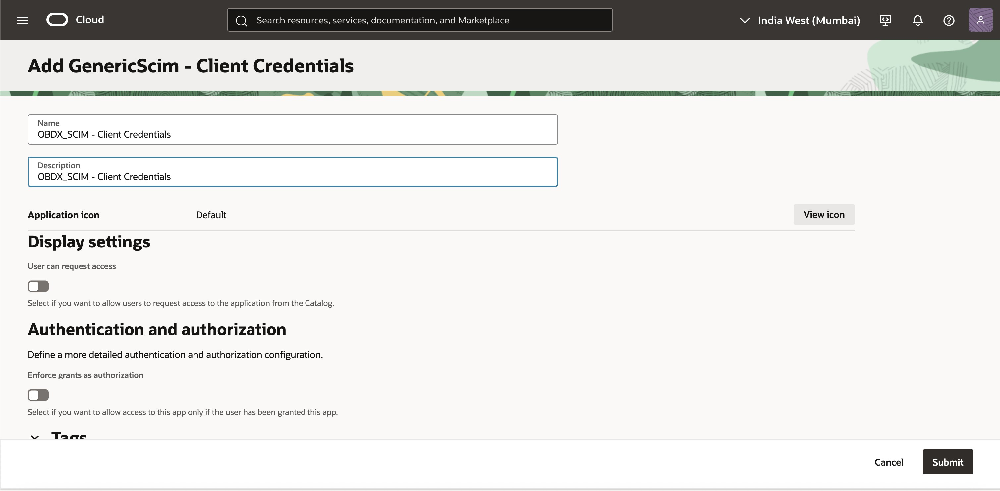 Cloud
Search resources, services, documentation, and Marketplace
India West (Mumbai)
Add GenericScim - Client Credentials
Name
OBDX_SCIM - Client Credentials
Description
OBDX_SCIM - Client Credentials
Application icon
Default
View icon
Display settings
User can request access
Select if you want to allow users to request access to the application from the Catalog.
Authentication and authorization
Define a more detailed authentication and authorization configuration.
Enforce grants as authorization
Select if you want to allow access to this app only if the user has been granted this app.
Tags
Cancel
Submit